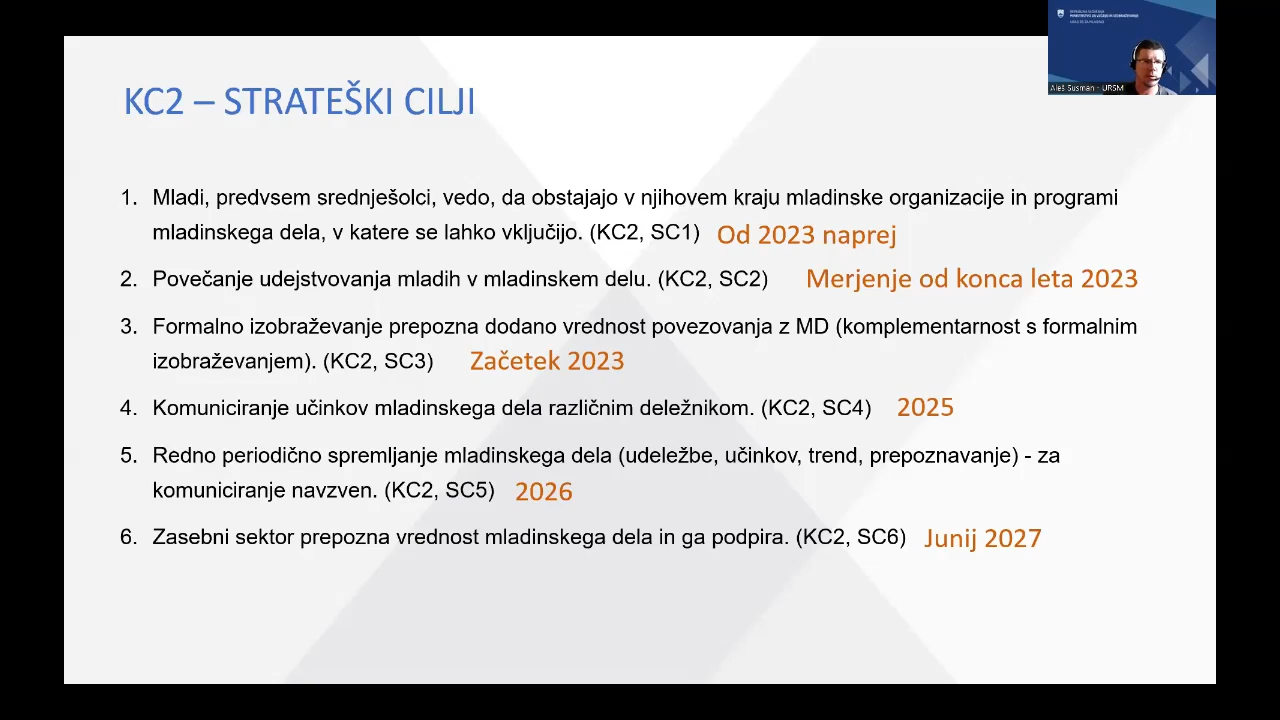 REPUBLIKA SLOVENIJA
KC2 – STRATEŠKI CILJI
Aleš Susman - URSM
1. Mladi, predvsem srednješolci, vedo, da obstajajo v njihovem kraju mladinske organizacije in programi
mladinskega dela, v katere se lahko vključijo. (KC2, SC1) Od 2023 naprej
2. Povečanje udejstvovanja mladih v mladinskem delu. (KC2, SC2) Merjenje od konca leta 2023
3. Formalno izobraževanje prepozna dodano vrednost povezovanja z MD (komplementarnost s formalnim
izobraževanjem). (KC2, SC3) Začetek 2023
4. Komuniciranje učinkov mladinskega dela različnim deležnikom. (KC2, SC4) 2025
5. Redno periodično spremljanje mladinskega dela (udeležbe, učinkov, trend, prepoznavanje) - za
komuniciranje navzven. (KC2, SC5) 2026
6. Zasebni sektor prepozna vrednost mladinskega dela in ga podpira. (KC2, SC6) Junij 2027